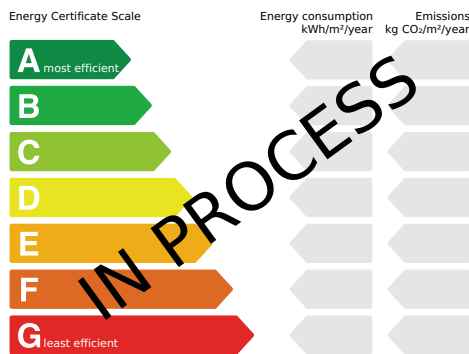 Energy Certificate Scale
Energy consumption
kWh/m²/year
Emissions
kg CO₂/m²/year
A most efficient
B
C
D
E
F
G least efficient
IN PROCESS